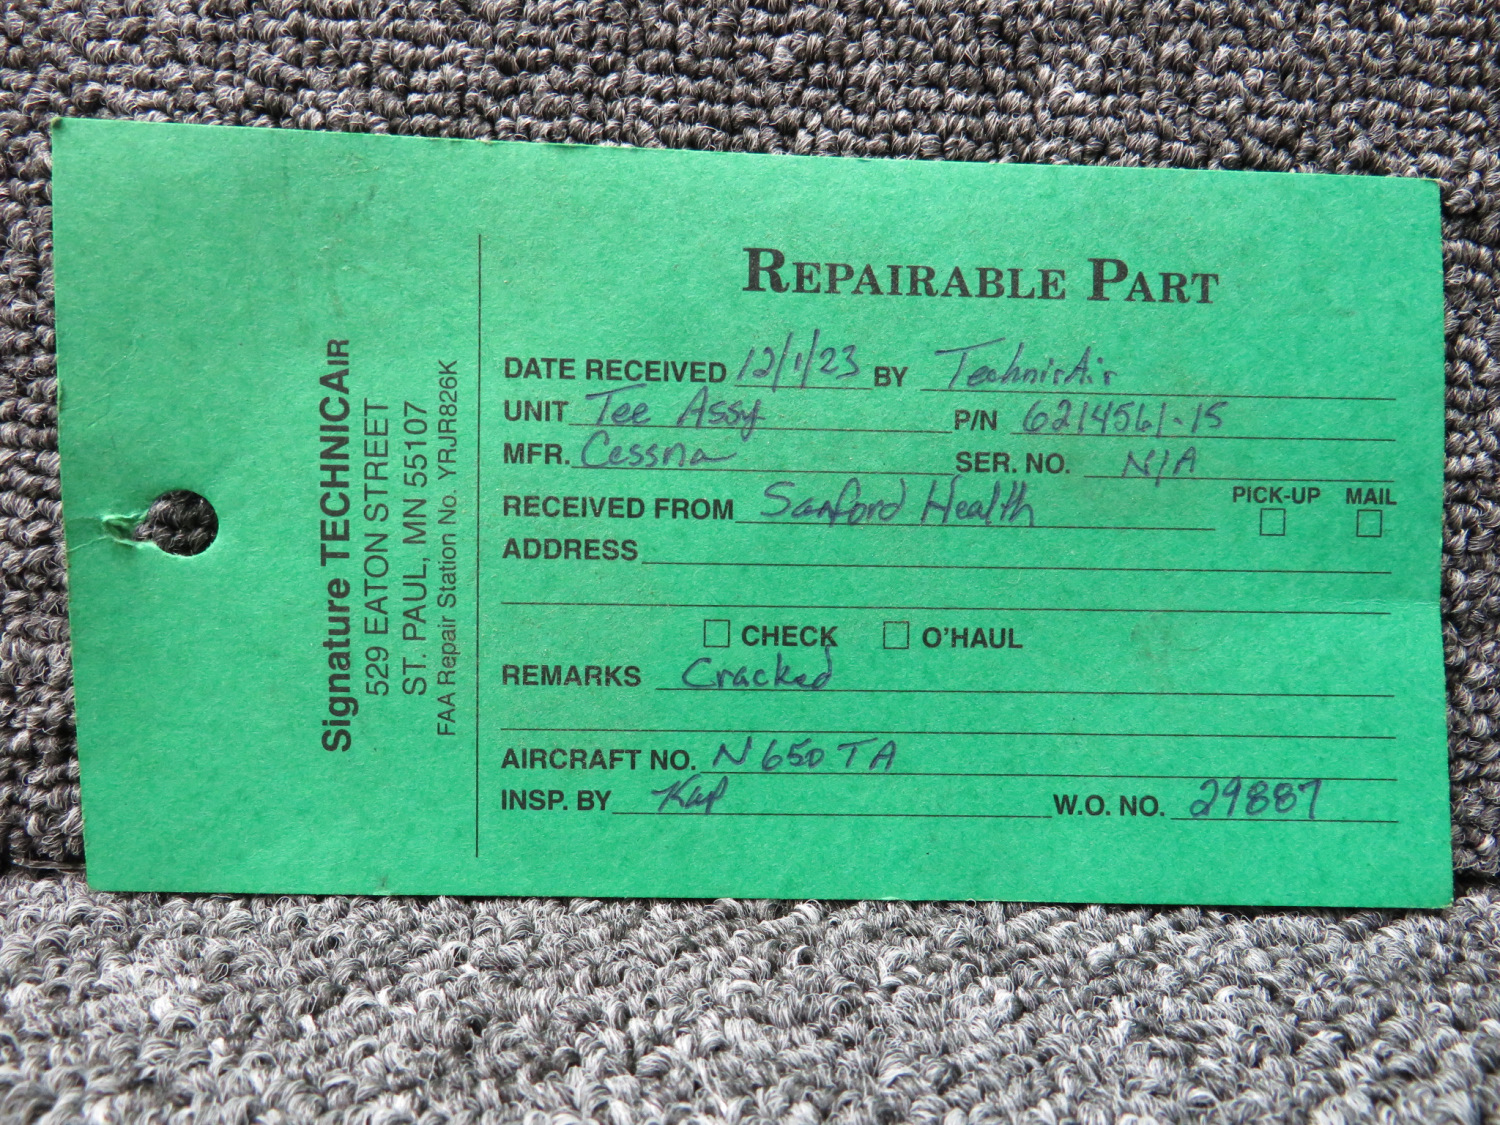 Signature TECHNICAIR
529 EATON STREET
ST. PAUL, MN 55107
FAA Repair Station No. YRJR826K
REPAIRABLE PART
DATE RECEIVED 12/1/23 BY TechnicAir
UNIT Tee Assy P/N 6214561-15
MFR. Cessna SER. NO. N/A
RECEIVED FROM Sanford Health PICK-UP MAIL
ADDRESS
CHECK O'HAUL
REMARKS Cracked
AIRCRAFT NO. N650TA
INSP. BY W.O. NO. 29887